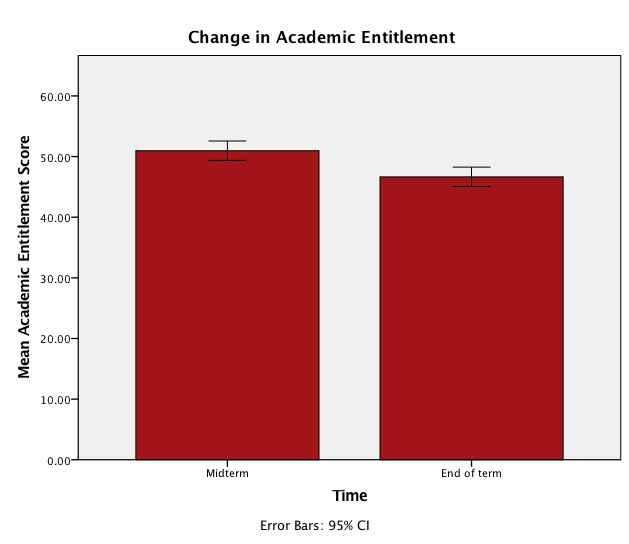 Change in Academic Entitlement
Mean Academic Entitlement Score
60.00
50.00
40.00
30.00
20.00
10.00
0.00
Midterm
End of term
Time
Error Bars: 95% CI